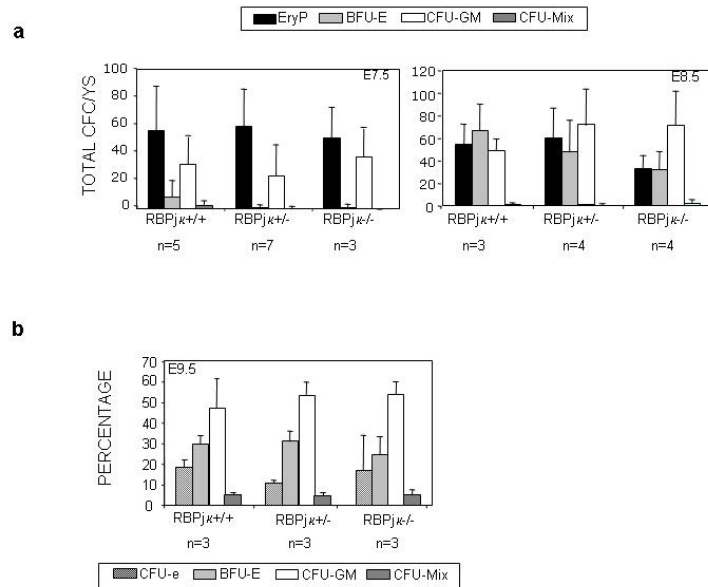 a
EryP BFU-E CFU-GM CFU-Mix
TOTAL CFC/YS
E7.5
100
80
60
40
20
0
RBPjκ+/+ RBPjκ+/- RBPjκ-/-
n=5 n=7 n=3
E8.5
120
100
80
60
40
20
0
RBPjκ+/+ RBPjκ+/- RBPjκ-/-
n=3 n=4 n=4
b
PERCENTAGE
E9.5
70
60
50
40
30
20
10
0
RBPjκ+/+ RBPjκ+/- RBPjκ-/-
n=3 n=3 n=3
CFU-e BFU-E CFU-GM CFU-Mix